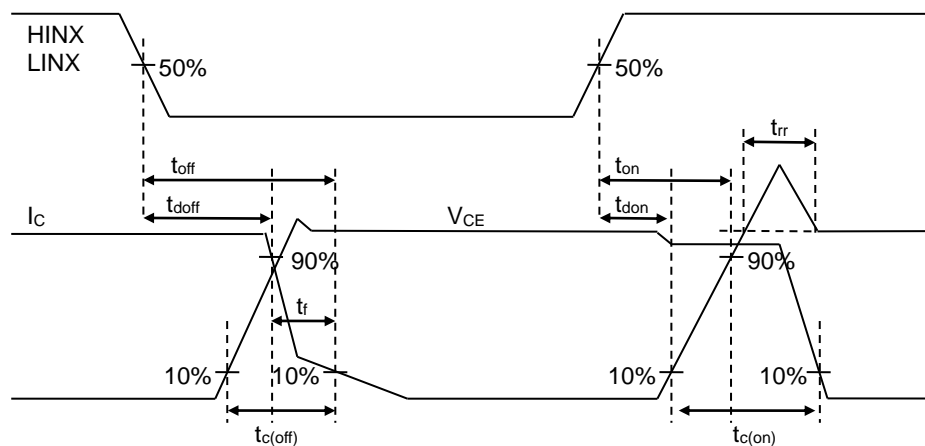 HINX
LINX
50%
50%
trr
toff
ton
tdoff
tdon
IC
VCE
90%
90%
tf
10%
10%
10%
10%
tc(off)
tc(on)